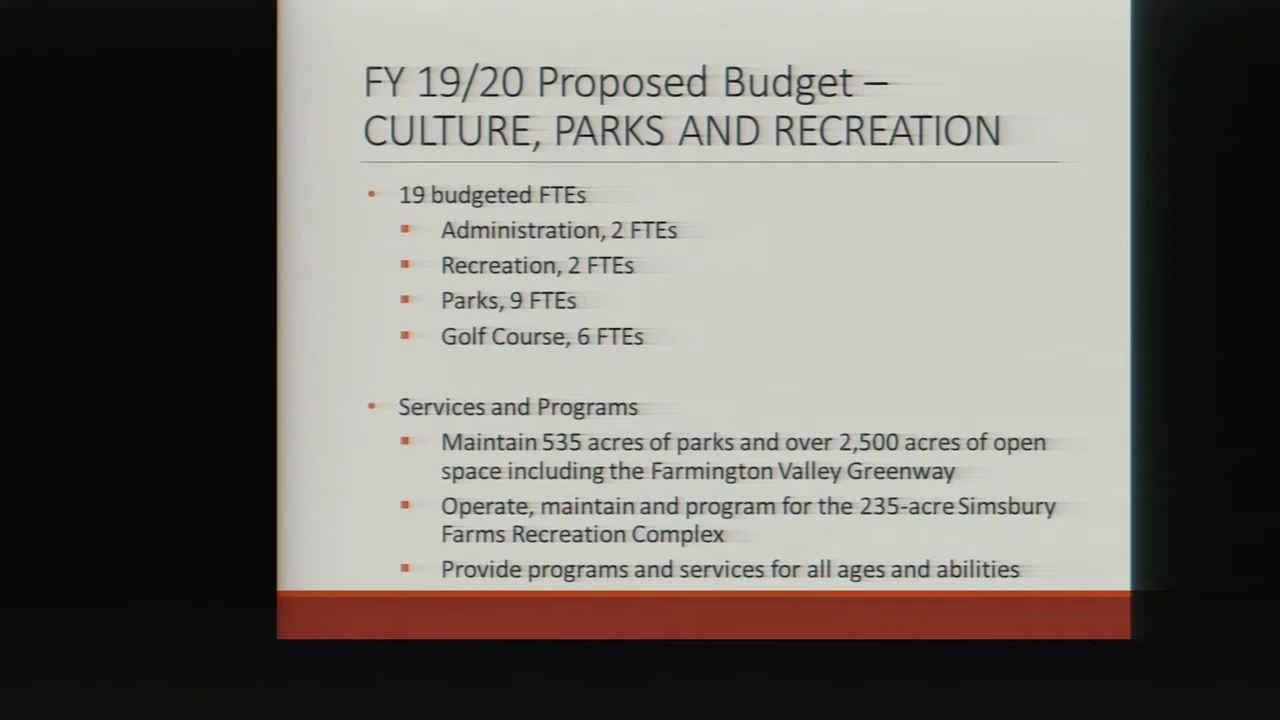 FY 19/20 Proposed Budget –
CULTURE, PARKS AND RECREATION
• 19 budgeted FTEs
▪ Administration, 2 FTEs
▪ Recreation, 2 FTEs
▪ Parks, 9 FTEs
▪ Golf Course, 6 FTEs
• Services and Programs
▪ Maintain 535 acres of parks and over 2,500 acres of open
space including the Farmington Valley Greenway
▪ Operate, maintain and program for the 235-acre Simsbury
Farms Recreation Complex
▪ Provide programs and services for all ages and abilities